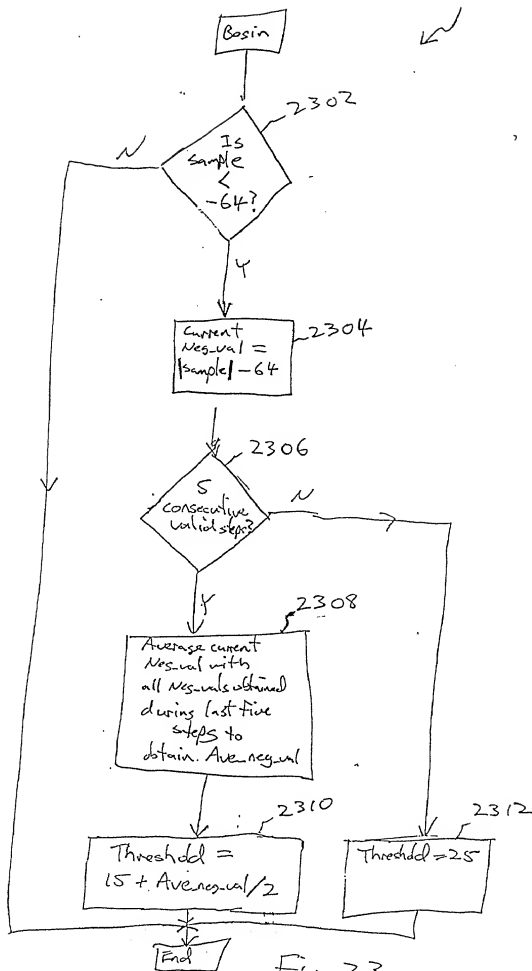 Begin
2302
N
Is
sample
<
-64?
Y
2304
Current
Neg_val =
|sample| -64
2306
5
consecutive
valid steps?
N
Y
2308
Average current
Neg_val with
all Neg_vals obtained
during last five
steps to
obtain Ave_neg_val
2310
Threshold =
15 + Ave_neg_val/2
2312
Threshold = 25
End
Fig. 23